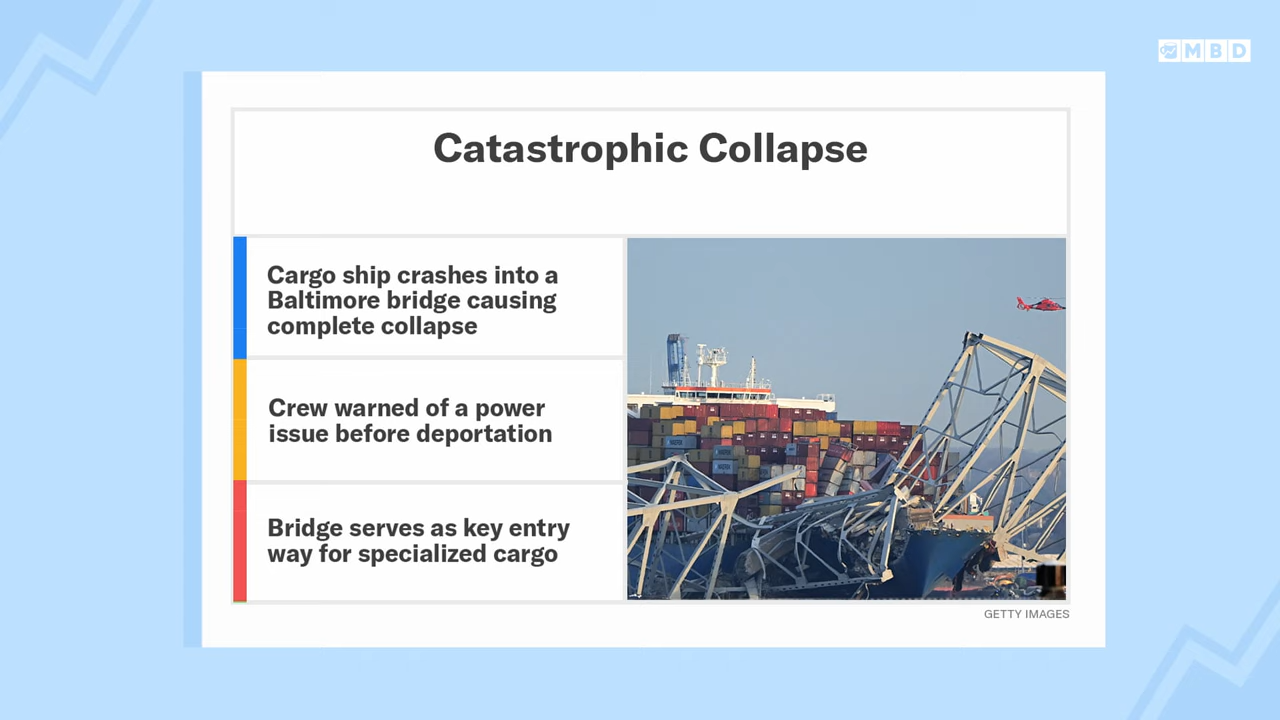 MBD
Catastrophic Collapse
Cargo ship crashes into a
Baltimore bridge causing
complete collapse
Crew warned of a power
issue before deportation
Bridge serves as key entry
way for specialized cargo
GETTY IMAGES